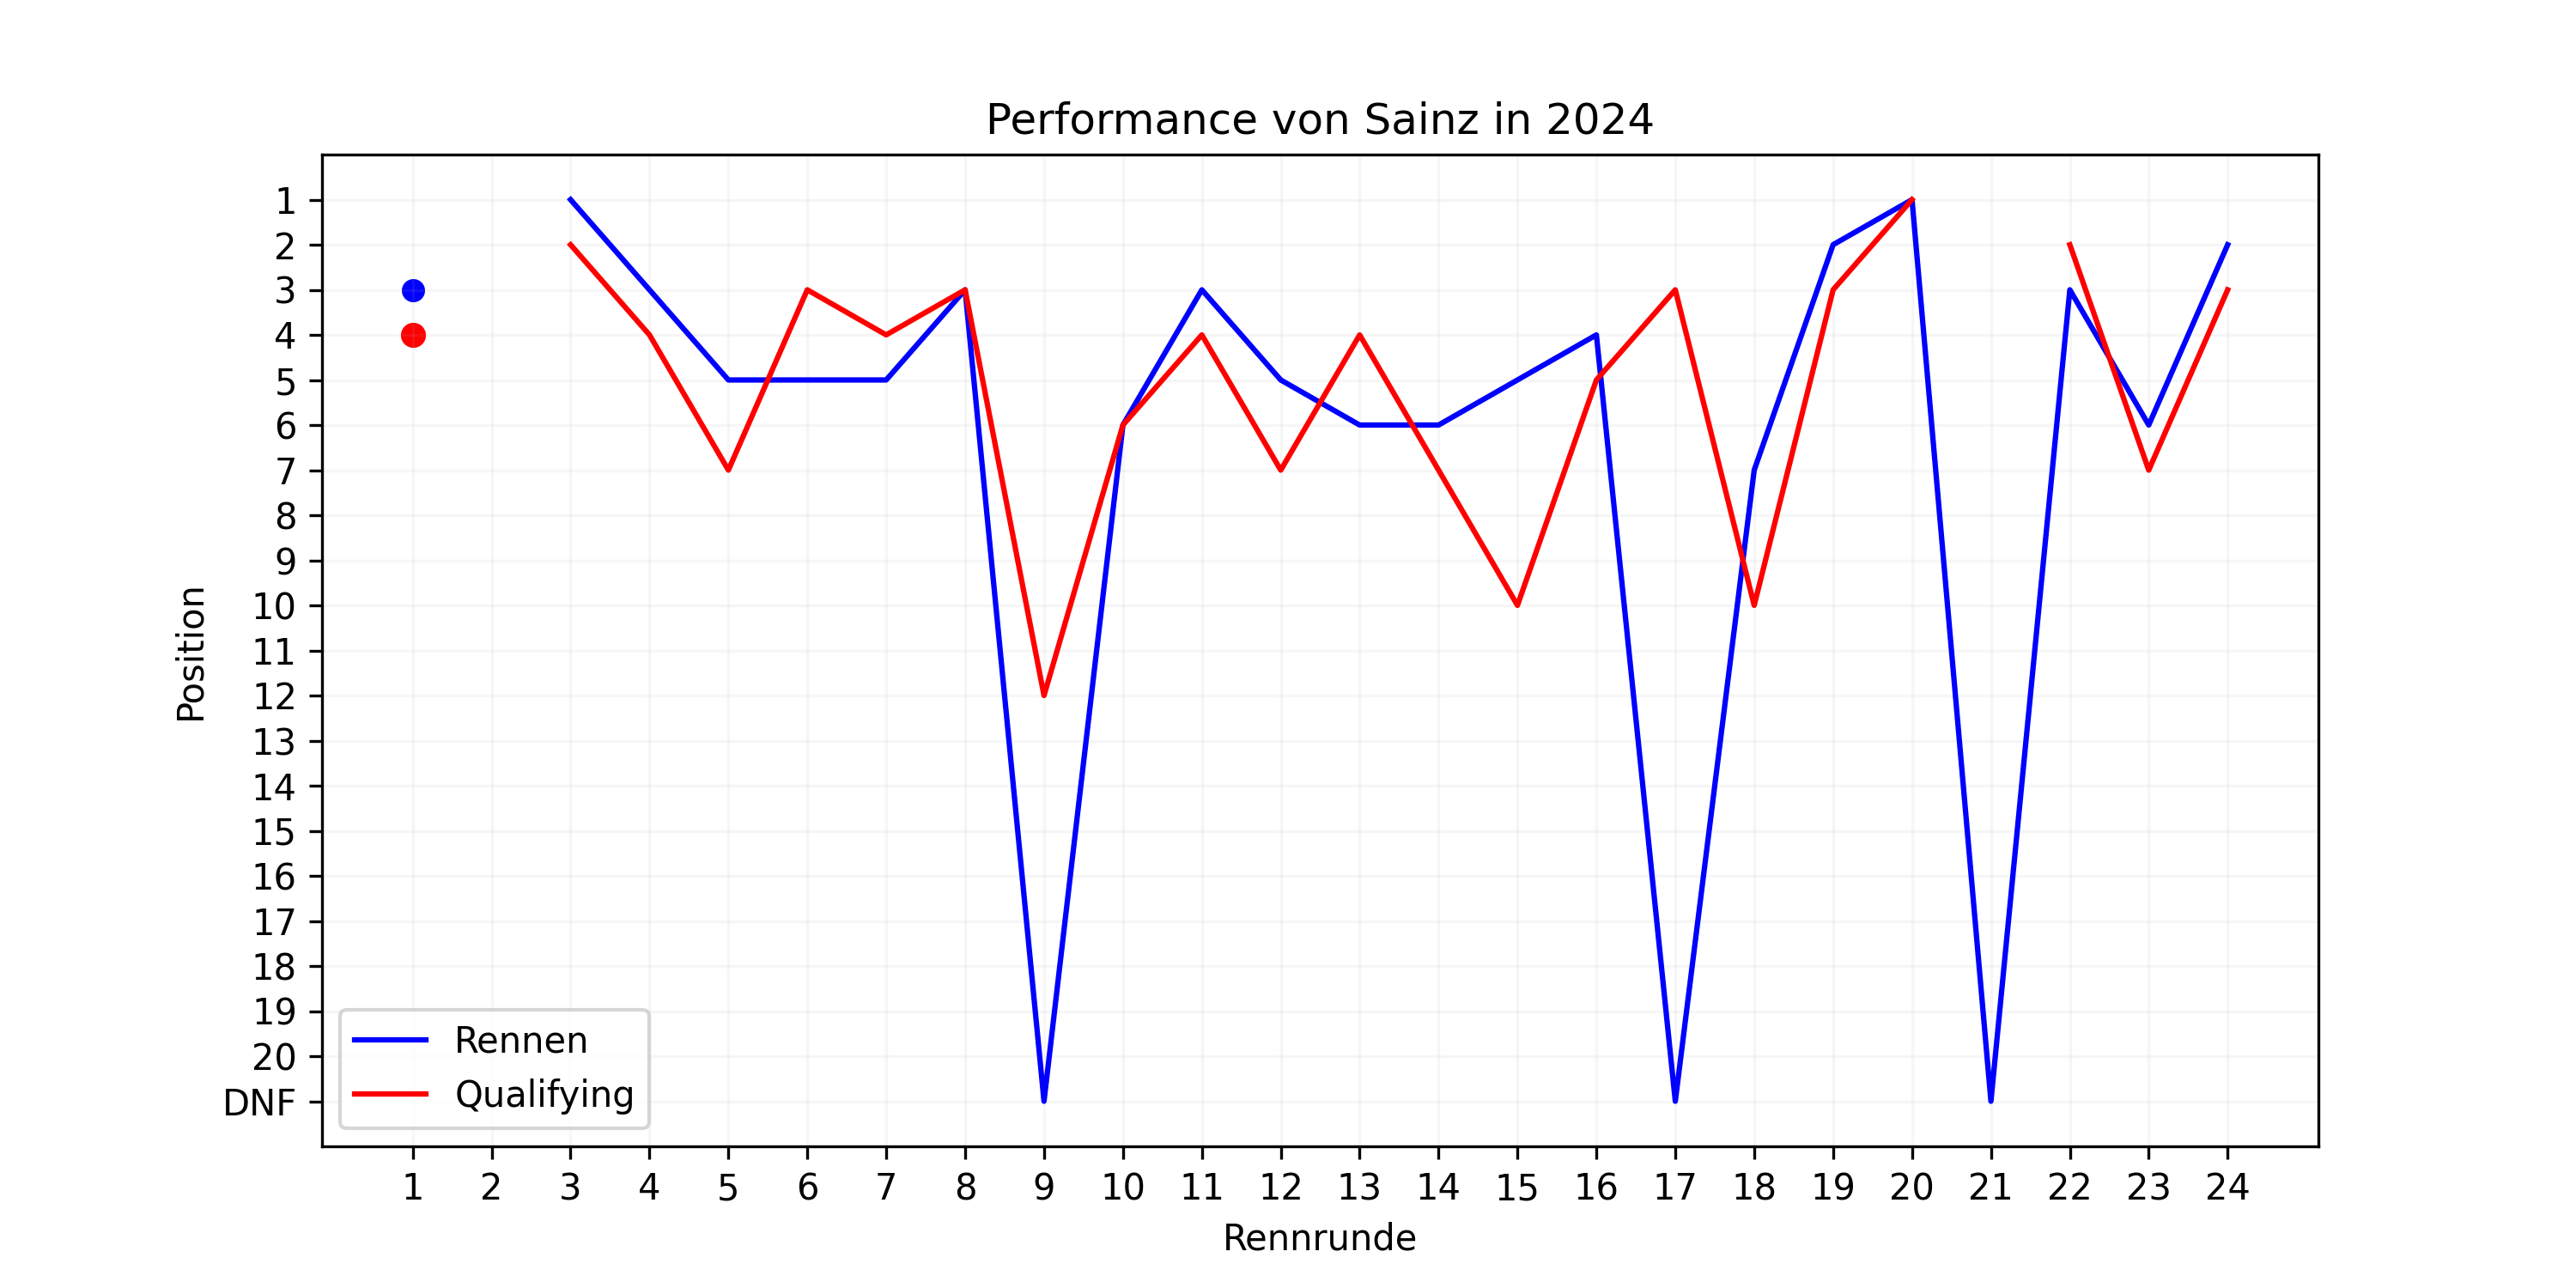 Performance von Sainz in 2024
Position
1
2
3
4
5
6
7
8
9
10
11
12
13
14
15
16
17
18
19
20
DNF
Rennen
Qualifying
1 2 3 4 5 6 7 8 9 10 11 12 13 14 15 16 17 18 19 20 21 22 23 24
Rennrunde